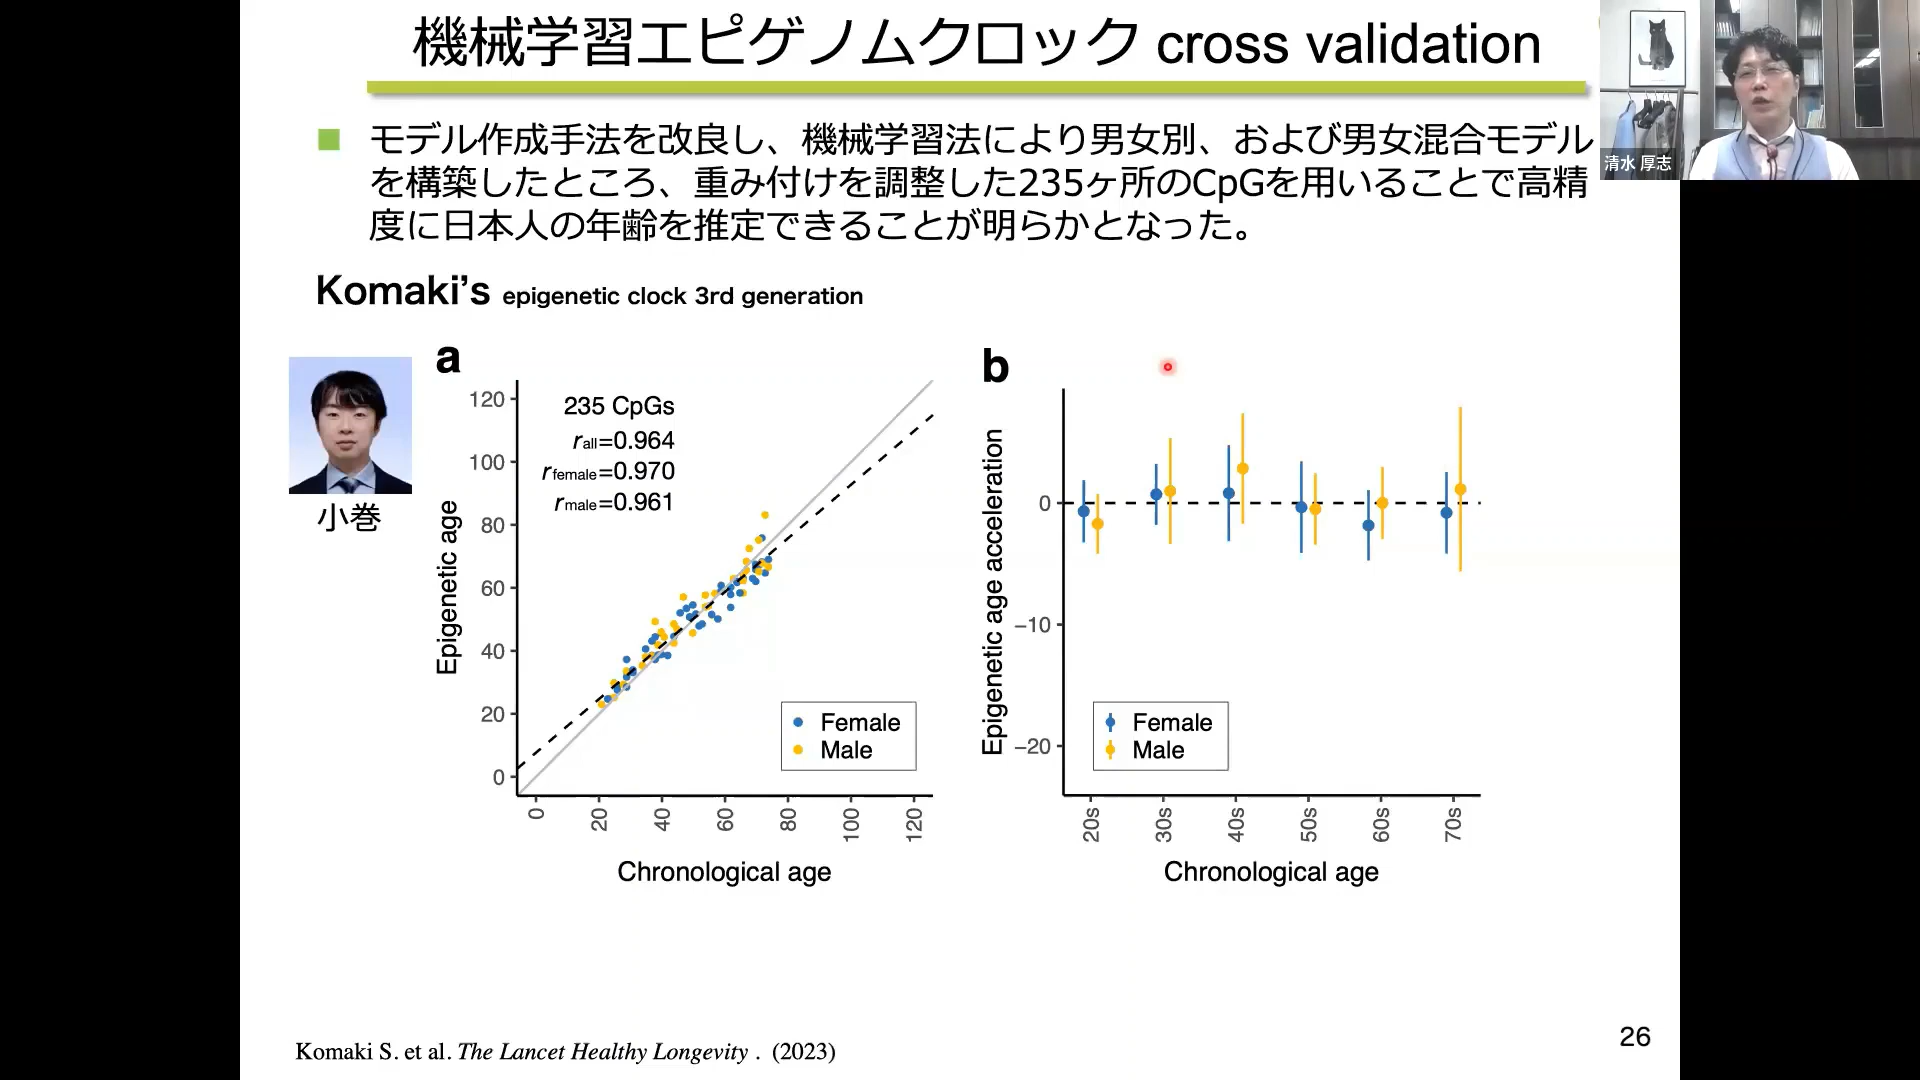 機械学習エピゲノムクロック cross validation
清水 厚志
モデル作成手法を改良し、機械学習法により男女別、および男女混合モデル
を構築したところ、重み付けを調整した235ヶ所のCpGを用いることで高精
度に日本人の年齢を推定できることが明らかとなった。
Komaki's epigenetic clock 3rd generation
小巻
a
235 CpGs
rall=0.964
rfemale=0.970
rmale=0.961
Epigenetic age
120
100
80
60
40
20
0
Female
Male
0 20 40 60 80 100 120
Chronological age
b
Epigenetic age acceleration
0
−10
−20
Female
Male
20s 30s 40s 50s 60s 70s
Chronological age
Komaki S. et al. The Lancet Healthy Longevity . (2023)
26